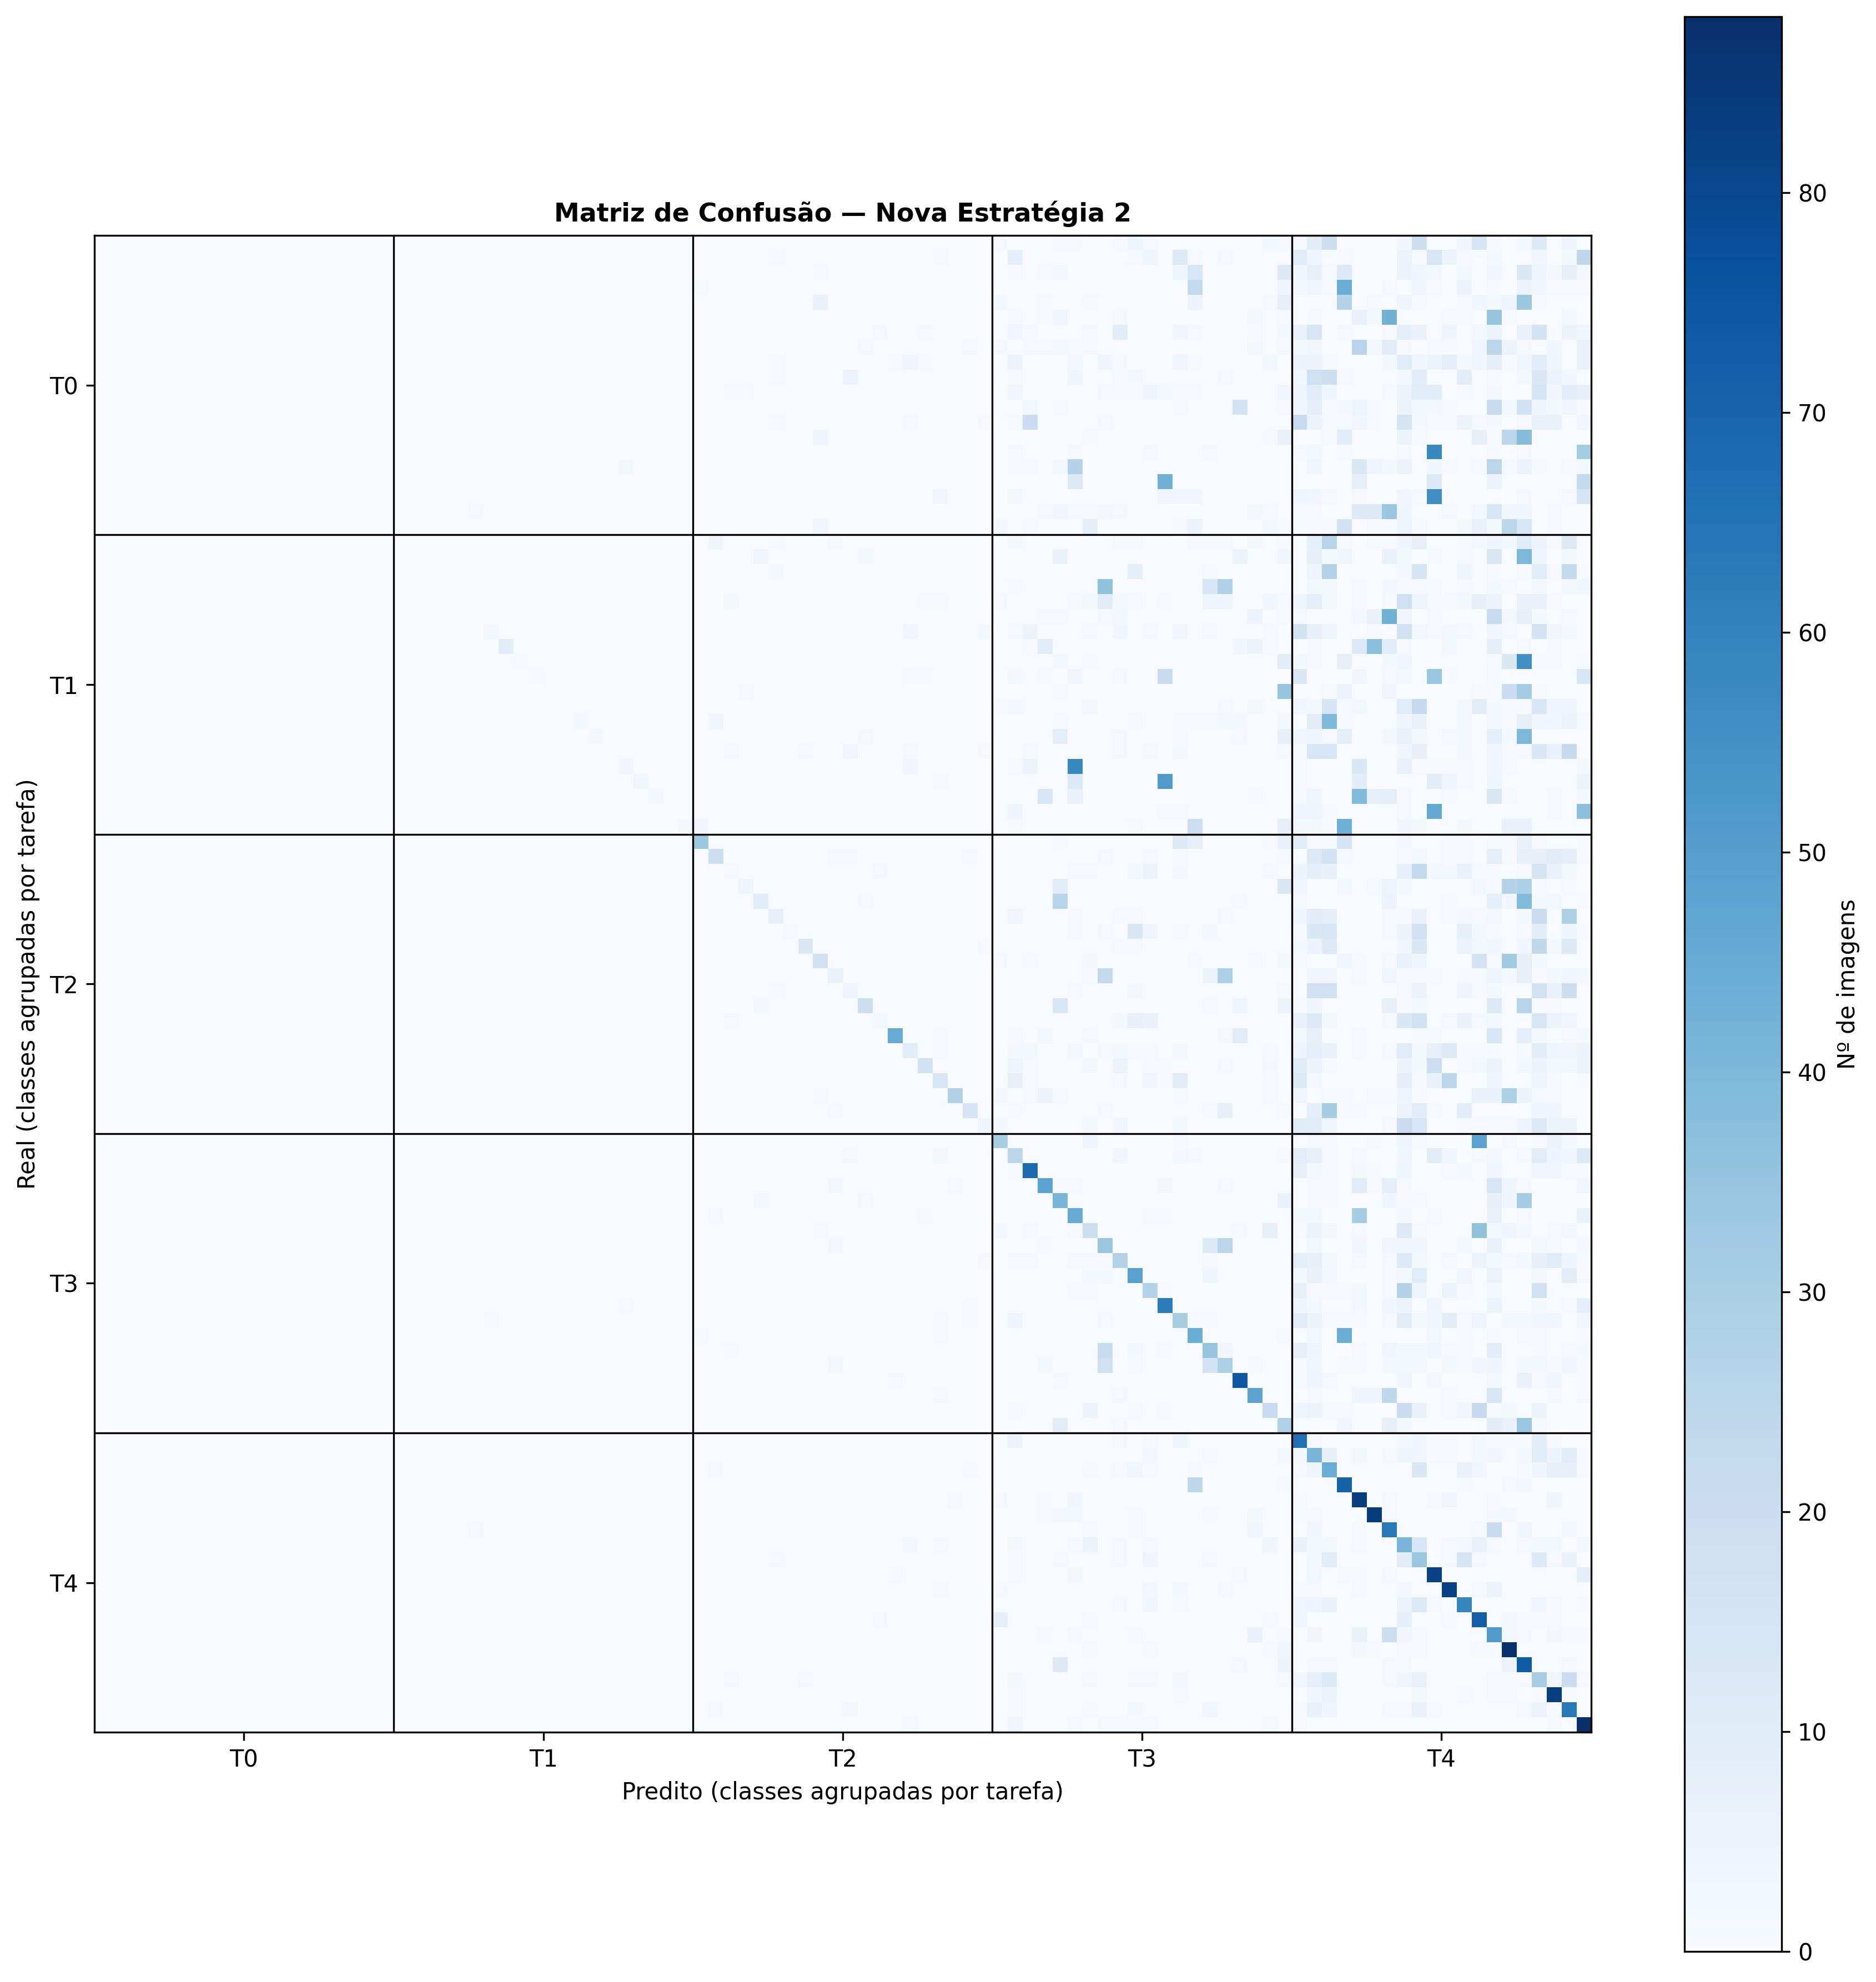 Matriz de Confusão — Nova Estratégia 2
Real (classes agrupadas por tarefa)
T0
T1
T2
T3
T4
T0 T1 T2 T3 T4
Predito (classes agrupadas por tarefa)
80
70
60
50
40
30
20
10
0
Nº de imagens